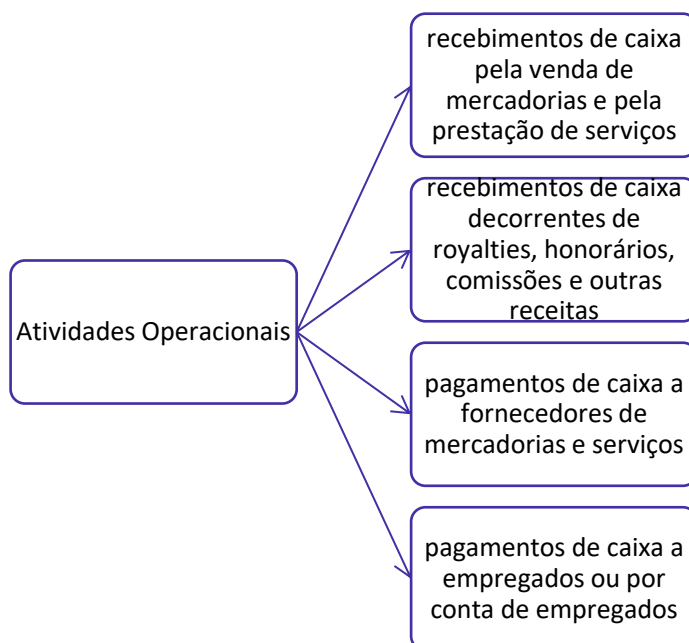 recebimentos de caixa
pela venda de
mercadorias e pela
prestação de serviços
recebimentos de caixa
decorrentes de
royalties, honorários,
comissões e outras
receitas
Atividades Operacionais
pagamentos de caixa a
fornecedores de
mercadorias e serviços
pagamentos de caixa a
empregados ou por
conta de empregados